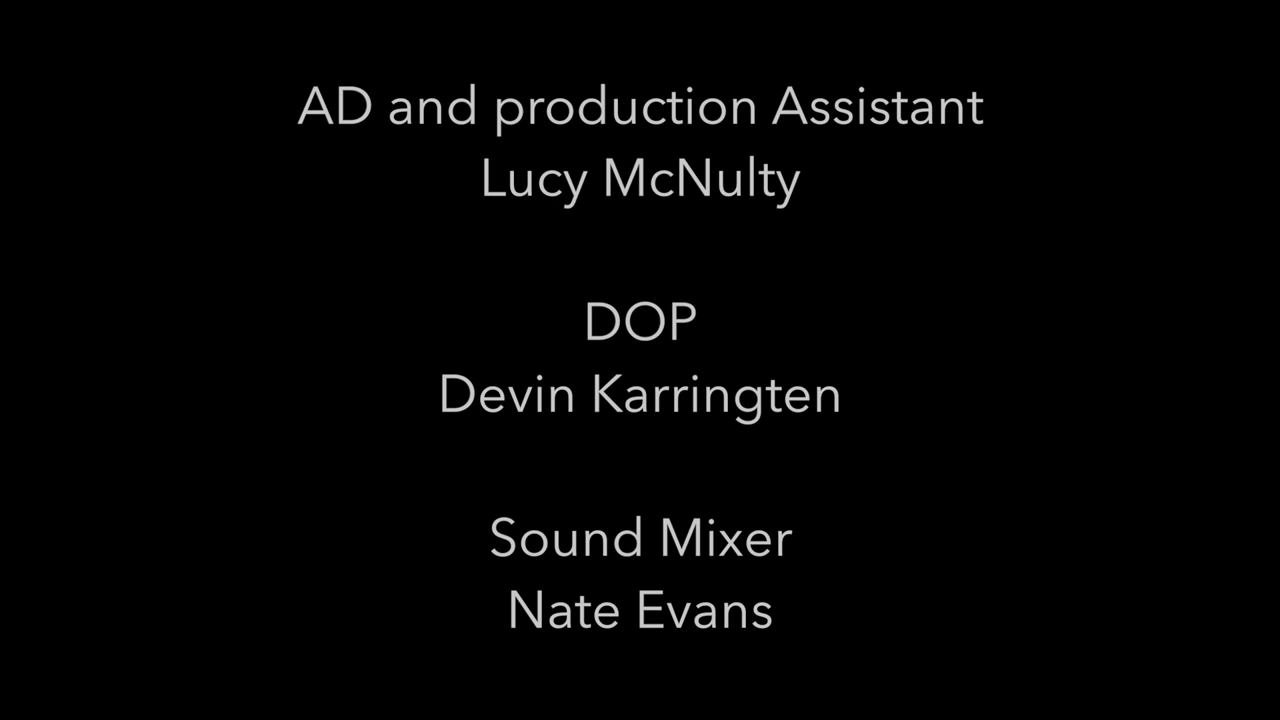 AD and production Assistant
Lucy McNulty
DOP
Devin Karringten
Sound Mixer
Nate Evans